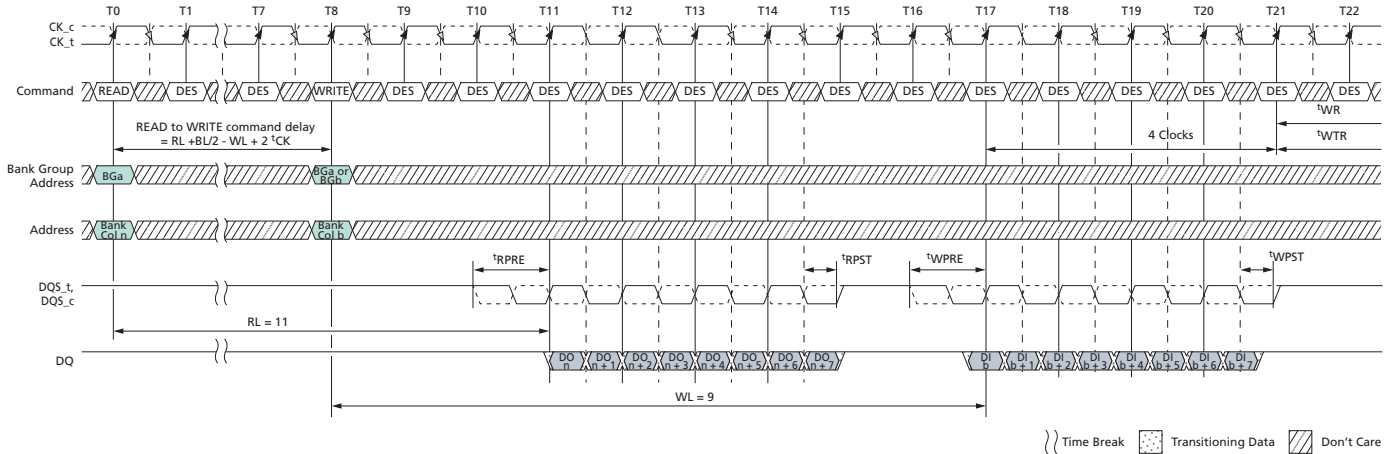 T0 T1 T7 T8 T9 T10 T11 T12 T13 T14 T15 T16 T17 T18 T19 T20 T21 T22
CK_c
CK_t
Command READ DES DES WRITE DES DES DES DES DES DES DES DES DES DES DES DES DES DES
tWR
READ to WRITE command delay
= RL +BL/2 - WL + 2 tCK
4 Clocks
tWTR
Bank Group
Address
BGa
BGa or
BGb
Address
Bank
Col n
Bank
Col b
tRPRE tRPST tWPRE tWPST
DQS_t,
DQS_c
RL = 11
DQ
DO
n
DO
n + 1
DO
n + 2
DO
n + 3
DO
n + 4
DO
n + 5
DO
n + 6
DO
n + 7
DI
b
DI
b + 1
DI
b + 2
DI
b + 3
DI
b + 4
DI
b + 5
DI
b + 6
DI
b + 7
WL = 9
Time Break Transitioning Data Don't Care